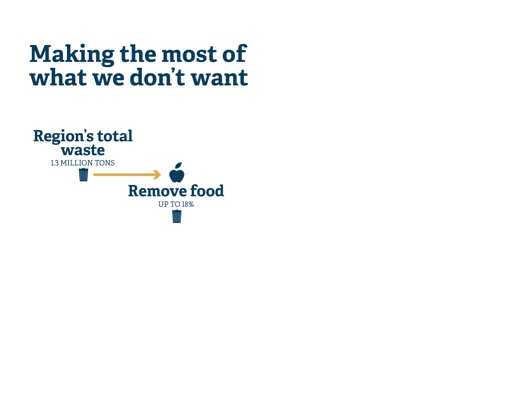 Making the most of
what we don't want
Region's total
waste
1.3 MILLION TONS
Remove food
UP TO 18%